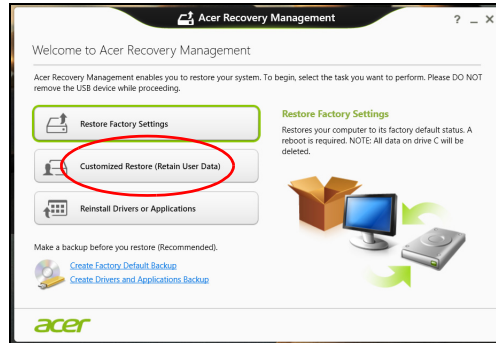 Acer Recovery Management
? _ X
Welcome to Acer Recovery Management
Acer Recovery Management enables you to restore your system. To begin, select the task you want to perform. Please DO NOT
remove the USB device while proceeding.
Restore Factory Settings
Customized Restore (Retain User Data)
Reinstall Drivers or Applications
Restore Factory Settings
Restores your computer to its factory default status. A
reboot is required. NOTE: All data on drive C will be
deleted.
Make a backup before you restore (Recommended).
Create Factory Default Backup
Create Drivers and Applications Backup
acer